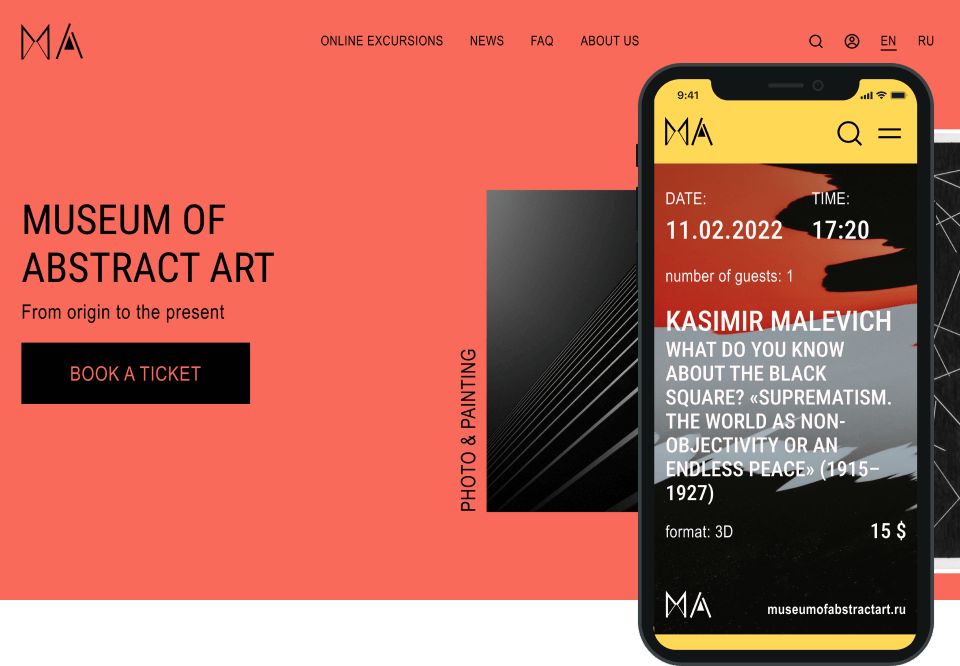 MA
ONLINE EXCURSIONS NEWS FAQ ABOUT US
EN RU
MUSEUM OF
ABSTRACT ART
From origin to the present
BOOK A TICKET
PHOTO & PAINTING
9:41
MA
DATE: TIME:
11.02.2022 17:20
number of guests: 1
KASIMIR MALEVICH
WHAT DO YOU KNOW
ABOUT THE BLACK
SQUARE? «SUPREMATISM.
THE WORLD AS NON-
OBJECTIVITY OR AN
ENDLESS PEACE» (1915–
1927)
format: 3D 15 $
MA museumofabstractart.ru